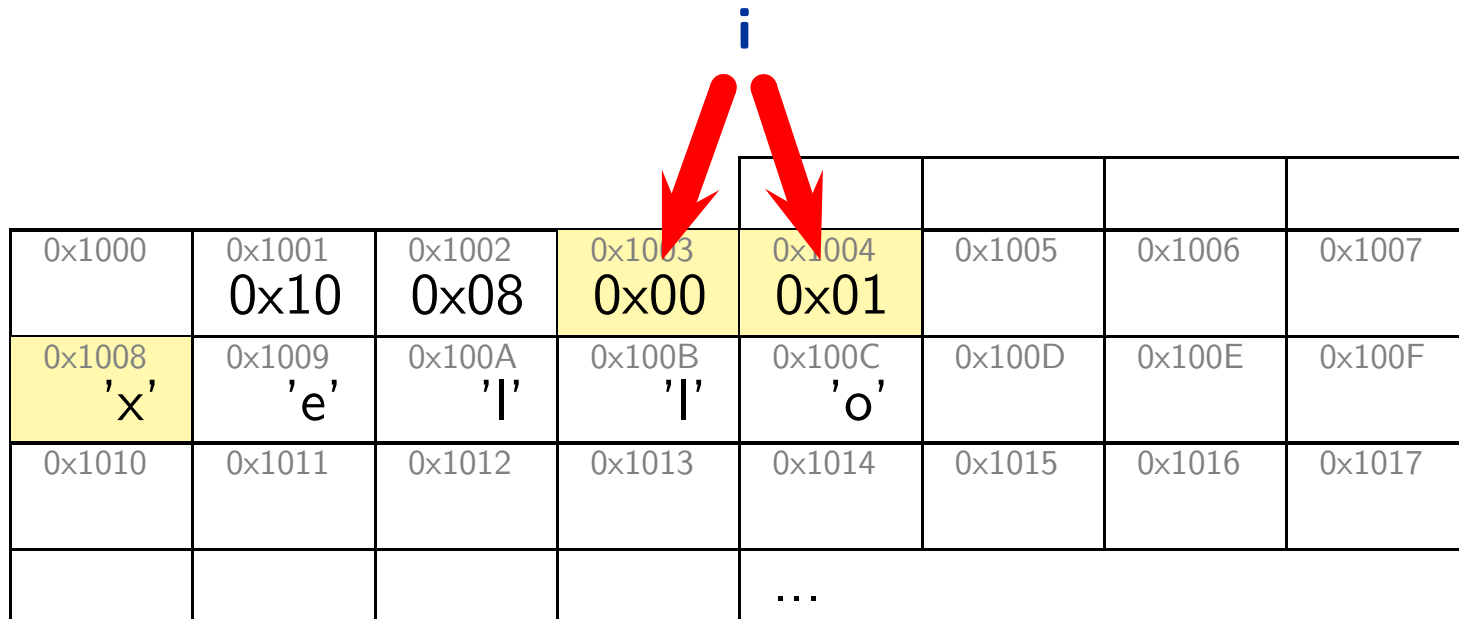 i
0x1000 0x1001 0x1002 0x1003 0x1004 0x1005 0x1006 0x1007
0x10 0x08 0x00 0x01
0x1008 0x1009 0x100A 0x100B 0x100C 0x100D 0x100E 0x100F
'x' 'e' 'l' 'l' 'o'
0x1010 0x1011 0x1012 0x1013 0x1014 0x1015 0x1016 0x1017
...